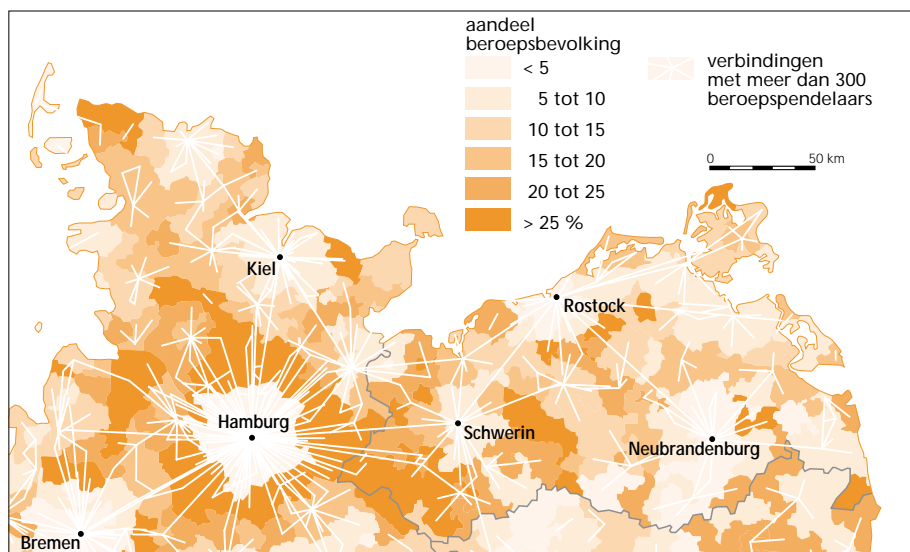 aandeel
beroepsbevolking
< 5
5 tot 10
10 tot 15
15 tot 20
20 tot 25
> 25 %
verbindingen
met meer dan 300
beroepspendelaars
0 50 km
Kiel
Rostock
Hamburg
Schwerin
Neubrandenburg
Bremen